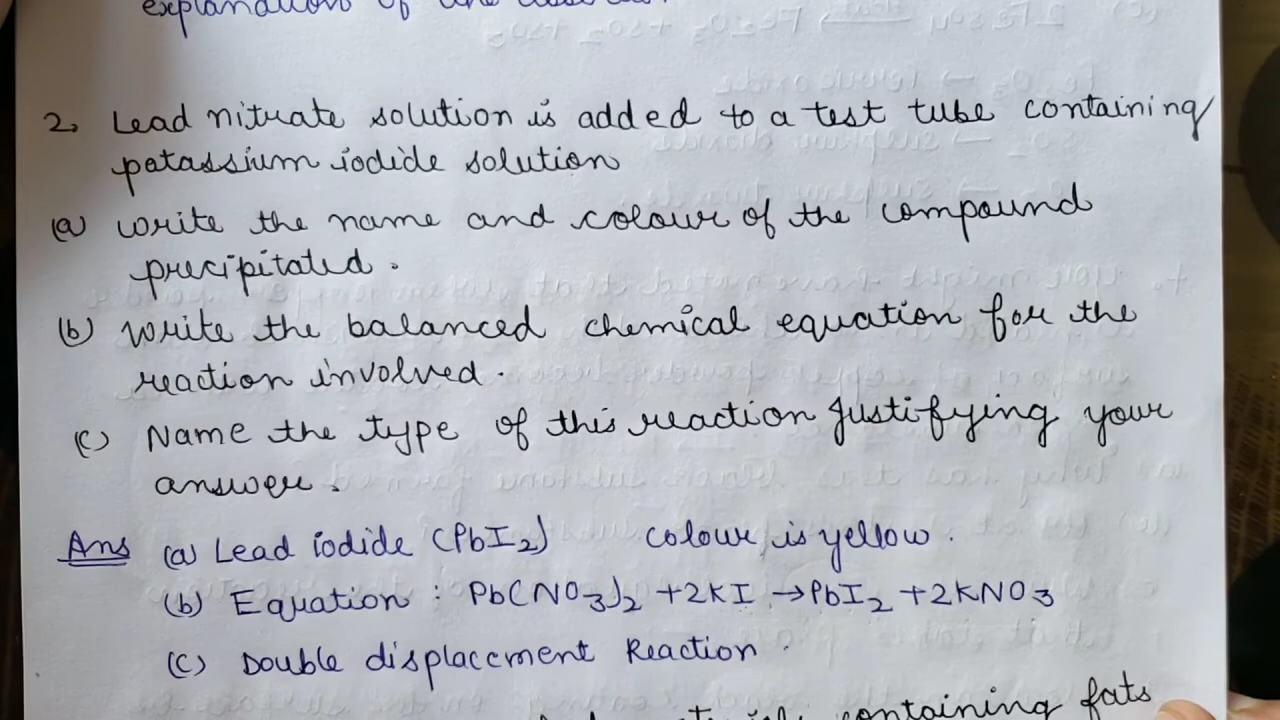 explanation of the
2. Lead nitrate solution is added to a test tube containing
potassium iodide solution
(a) write the name and colour of the compound
precipitated.
(b) write the balanced chemical equation for the
reaction involved.
(c) Name the type of this reaction justifying your
answer.
Ans (a) Lead iodide (PbI2) colour is yellow.
(b) Equation : Pb(NO3)2 +2KI → PbI2 +2KNO3
(c) Double displacement Reaction.
containing fats